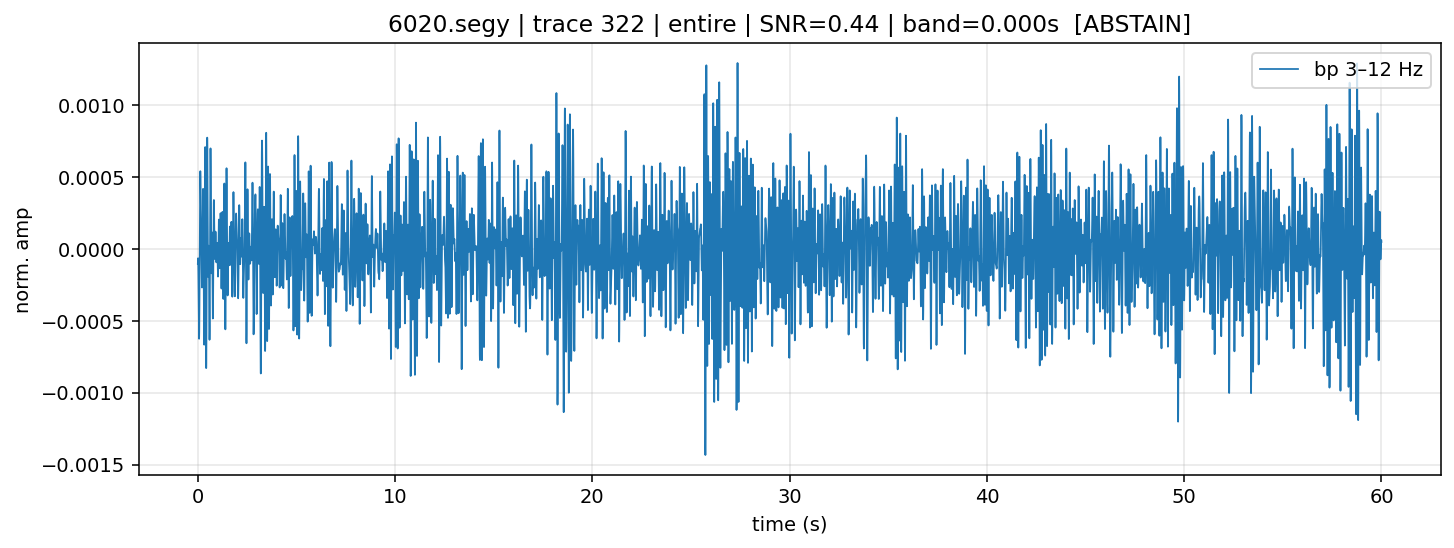 6020.segy | trace 322 | entire | SNR=0.44 | band=0.000s  [ABSTAIN]
bp 3–12 Hz
norm. amp
0.0010
0.0005
0.0000
−0.0005
−0.0010
−0.0015
0 10 20 30 40 50 60
time (s)